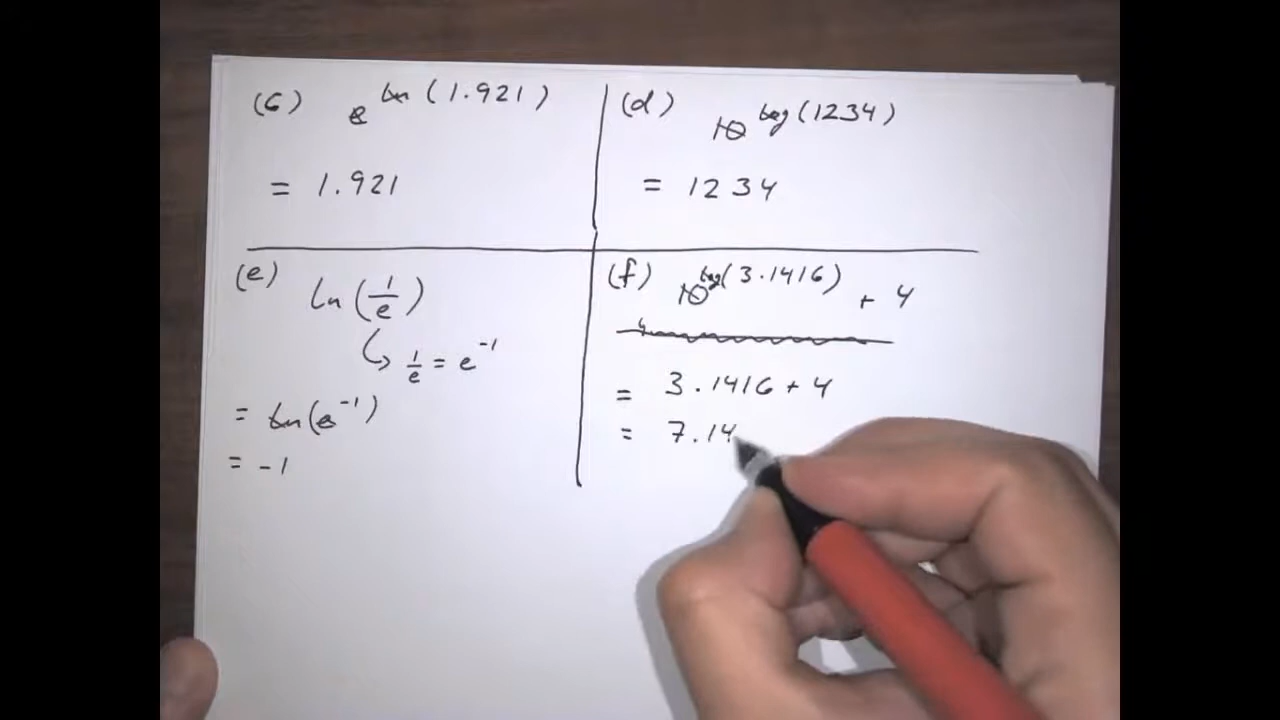 (c) e^ln(1.921)
= 1.921
(d) 10^log(1234)
= 1234
(e) ln(1/e)
↳ 1/e = e^-1
= ln(e^-1)
= -1
(f) 10^log(3.1416) + 4
= 3.1416 + 4
= 7.14